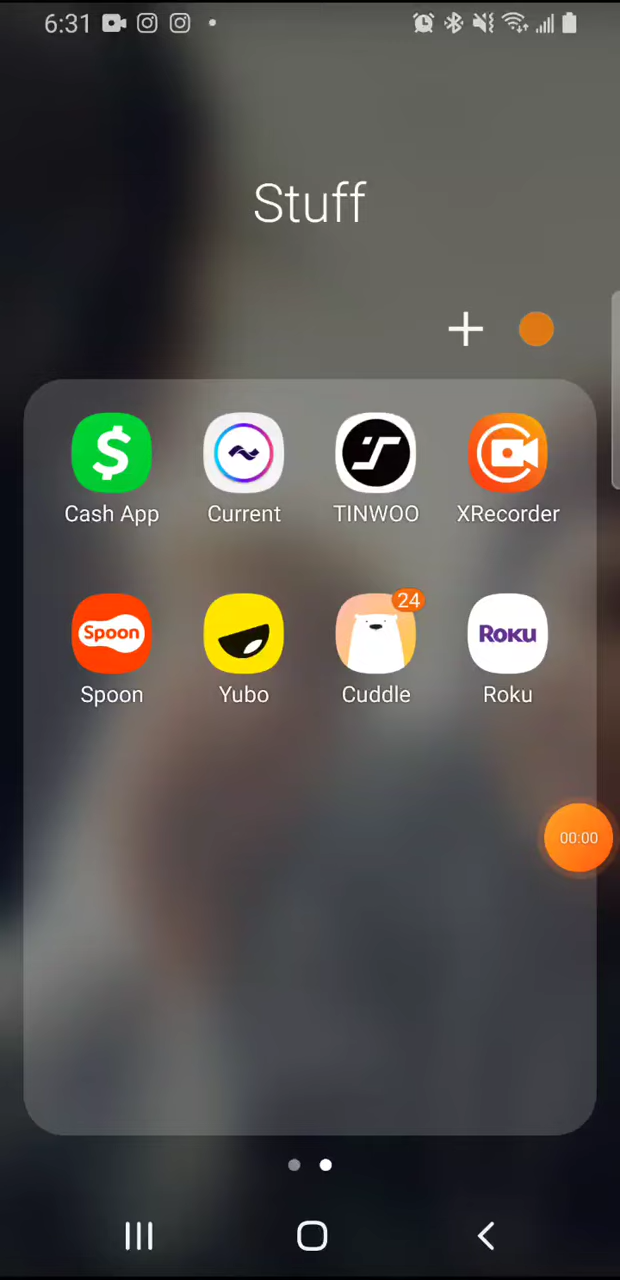 6:31
Stuff
Cash App Current TINWOO XRecorder
Spoon Roku
24
Spoon Yubo Cuddle Roku
00:00